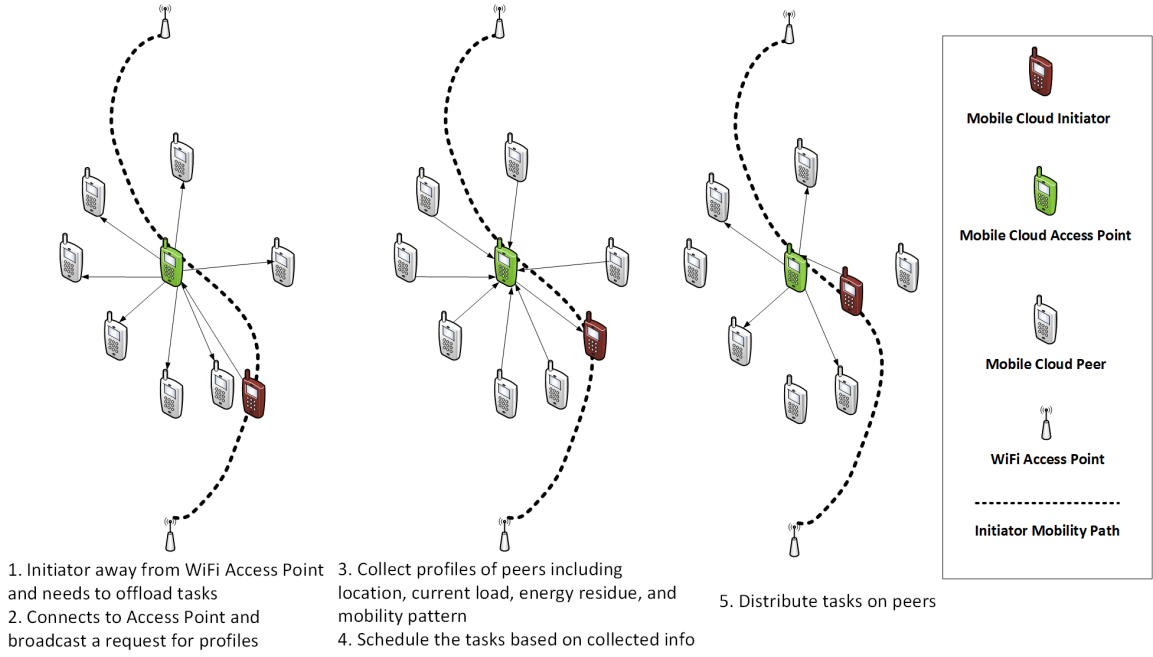 Mobile Cloud Initiator
Mobile Cloud Access Point
Mobile Cloud Peer
WiFi Access Point
Initiator Mobility Path
1. Initiator away from WiFi Access Point
and needs to offload tasks
2. Connects to Access Point and
broadcast a request for profiles
3. Collect profiles of peers including
location, current load, energy residue, and
mobility pattern
4. Schedule the tasks based on collected info
5. Distribute tasks on peers